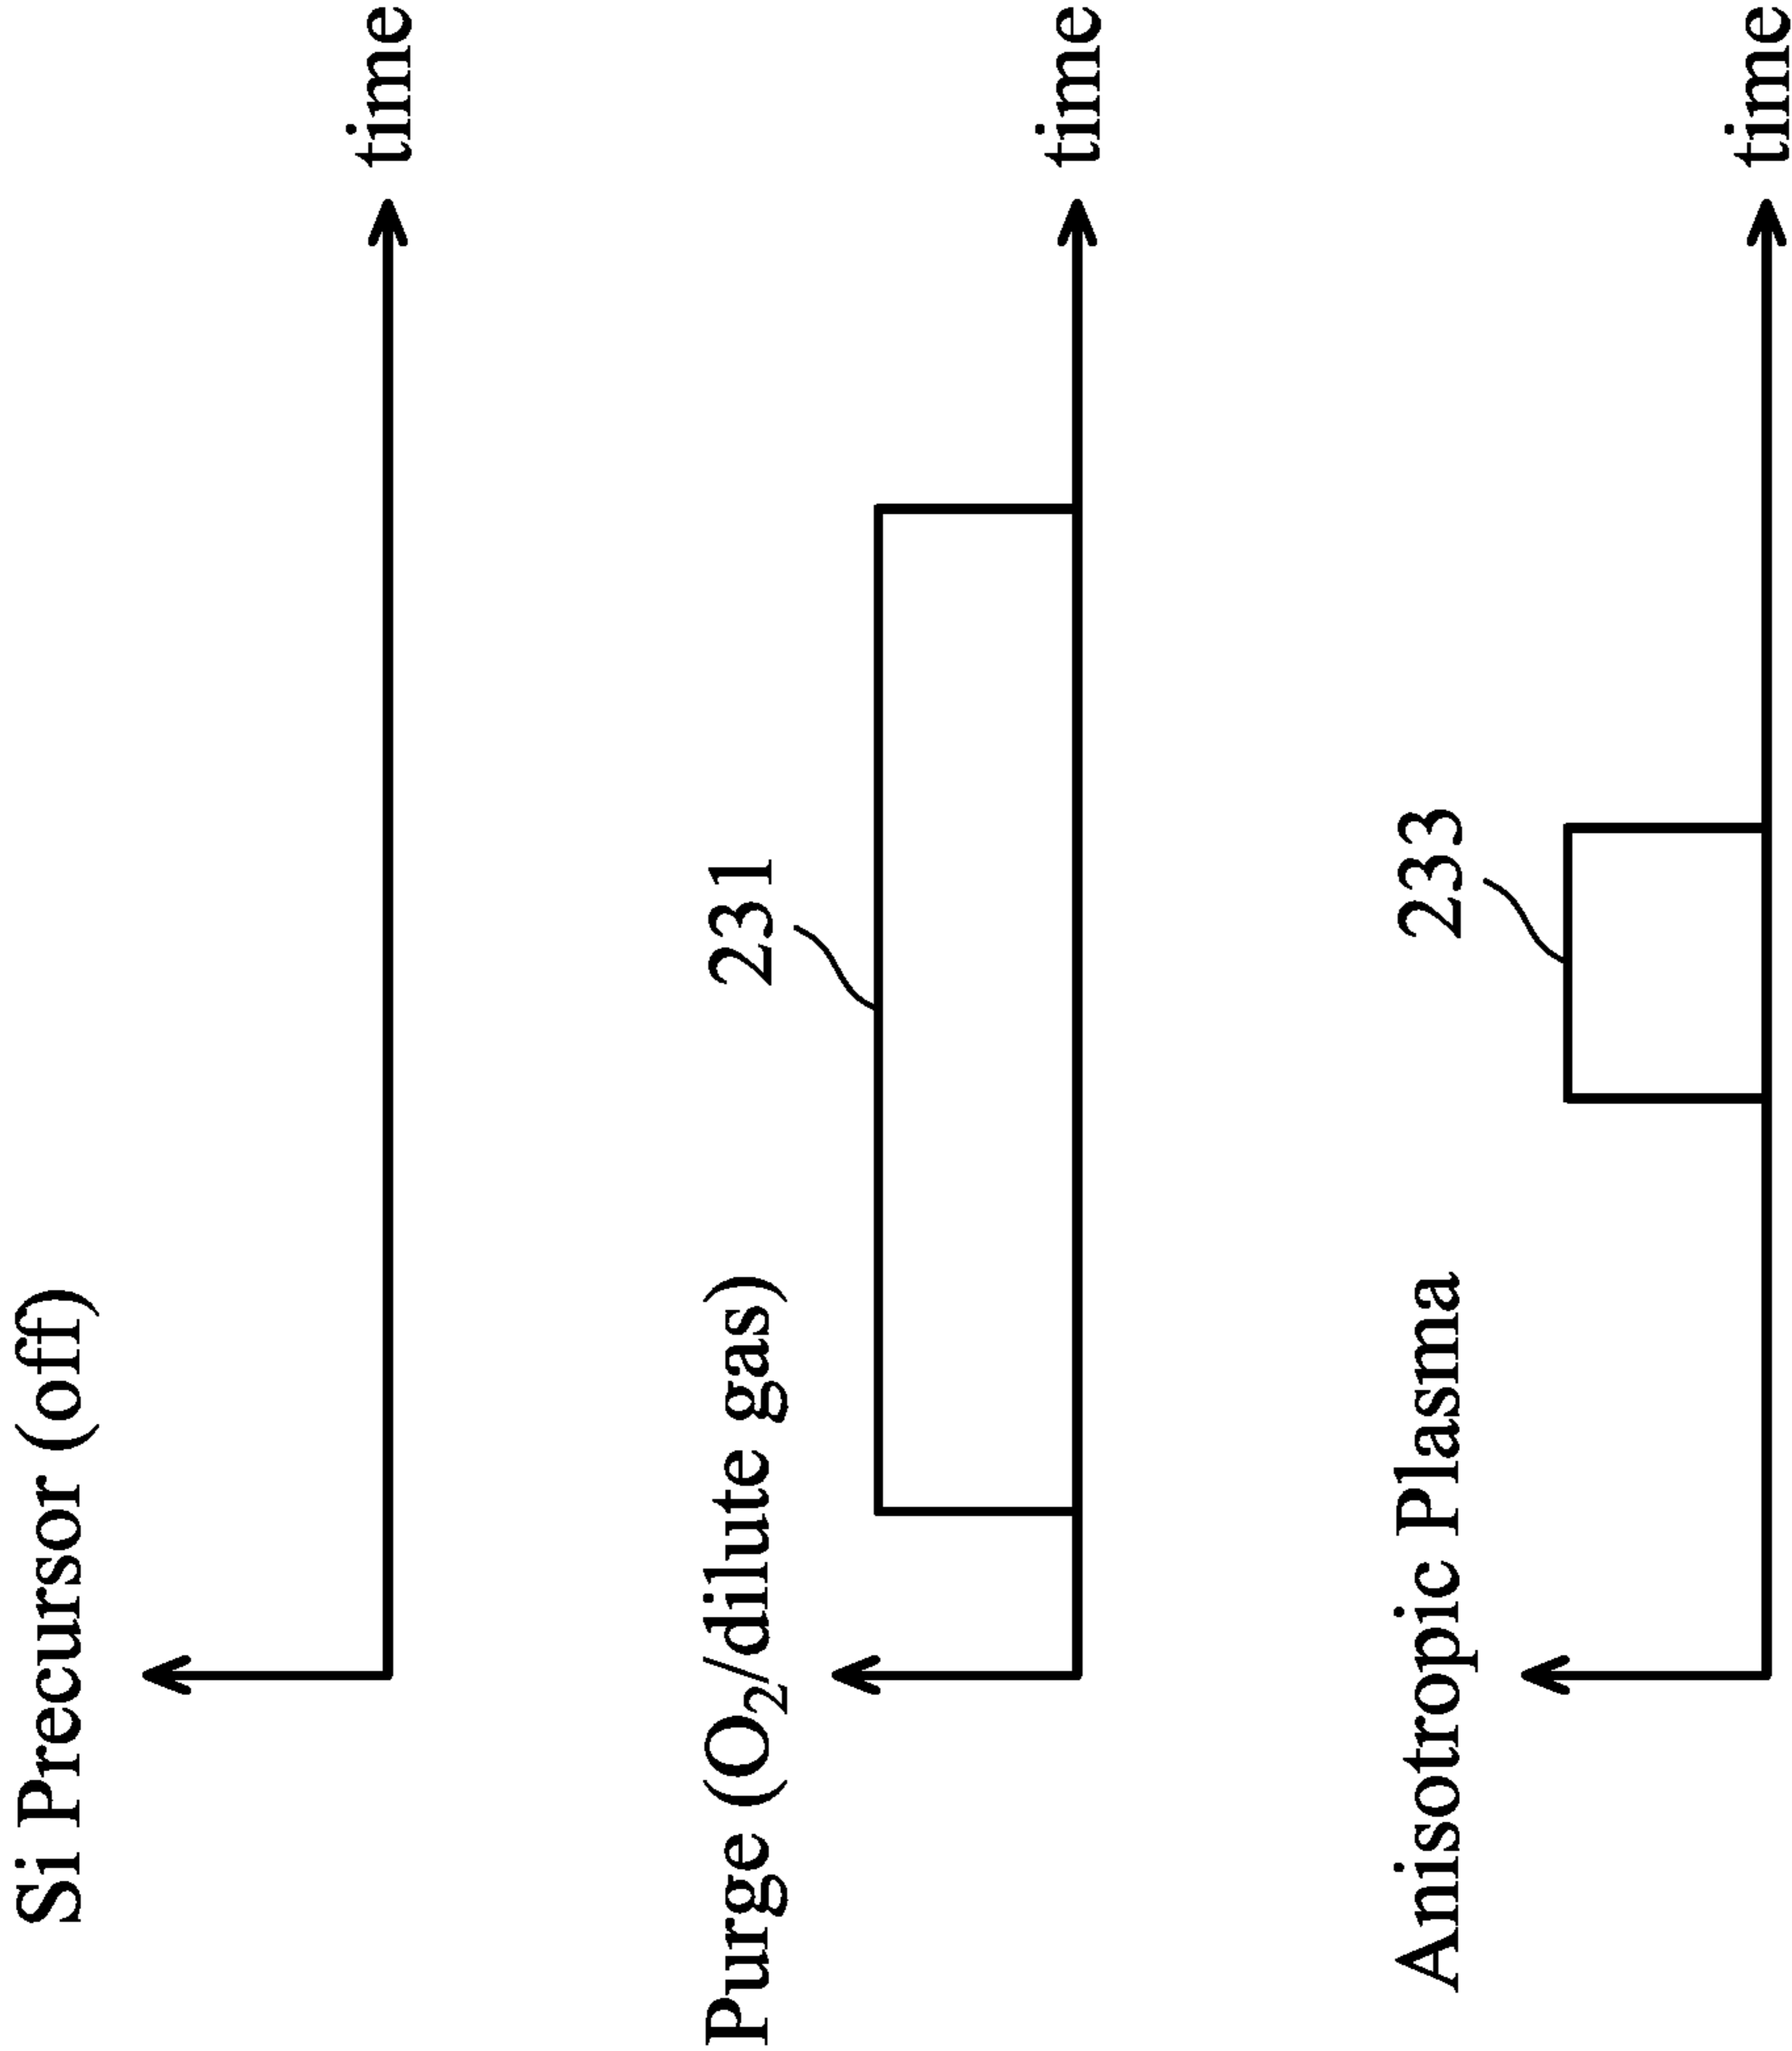 Si Precursor (off)
time
Purge (O₂/dilute gas)
231
time
Anisotropic Plasma
233
time